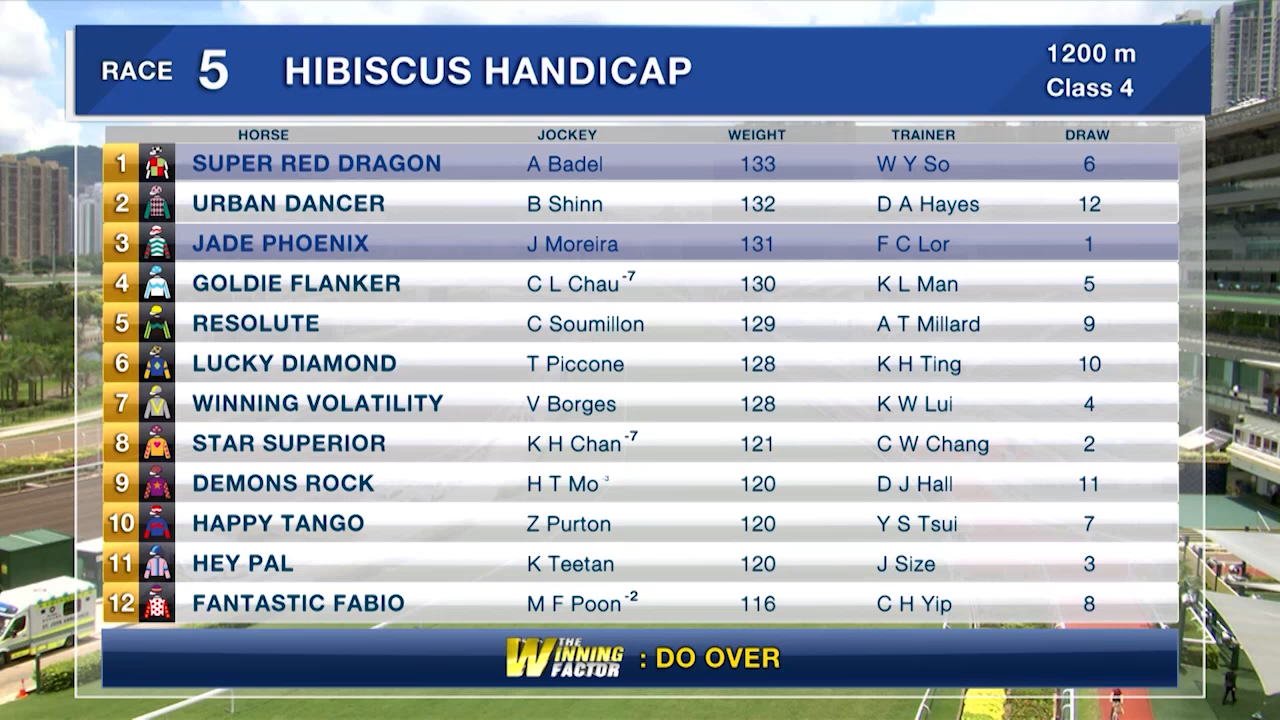 RACE 5 HIBISCUS HANDICAP 1200 m
Class 4
HORSE JOCKEY WEIGHT TRAINER DRAW
1 SUPER RED DRAGON A Badel 133 W Y So 6
2 URBAN DANCER B Shinn 132 D A Hayes 12
3 JADE PHOENIX J Moreira 131 F C Lor 1
4 GOLDIE FLANKER C L Chau -7 130 K L Man 5
5 RESOLUTE C Soumillon 129 A T Millard 9
6 LUCKY DIAMOND T Piccone 128 K H Ting 10
7 WINNING VOLATILITY V Borges 128 K W Lui 4
8 STAR SUPERIOR K H Chan -7 121 C W Chang 2
9 DEMONS ROCK H T Mo -3 120 D J Hall 11
10 HAPPY TANGO Z Purton 120 Y S Tsui 7
11 HEY PAL K Teetan 120 J Size 3
12 FANTASTIC FABIO M F Poon -2 116 C H Yip 8
THE WINNING FACTOR : DO OVER